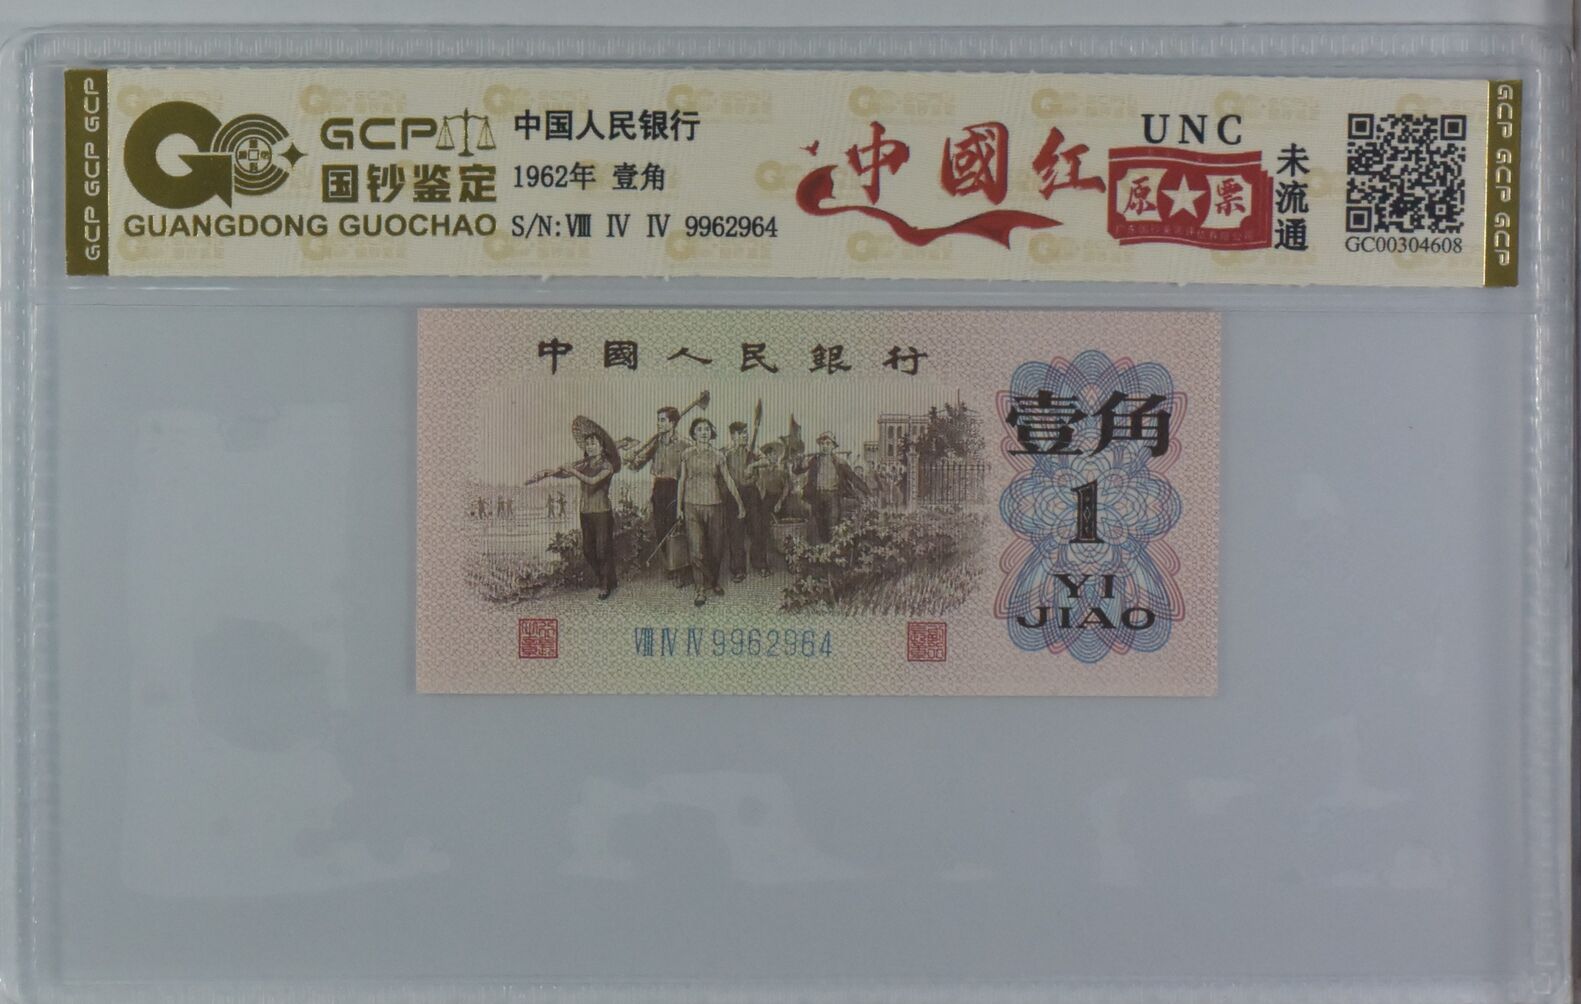 GCP GCP GCP
GCP
国钞鉴定
GUANGDONG GUOCHAO
中国人民银行
1962年 壹角
S/N:Ⅷ Ⅳ Ⅳ 9962964
中國红
原★票
UNC
未流通
GC00304608
GCP GCP GCP
中國人民銀行
壹角
1
YI
JIAO
Ⅷ Ⅳ Ⅳ 9962964